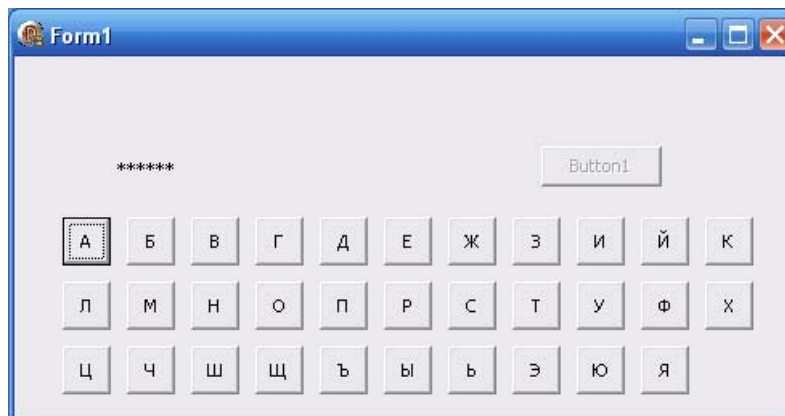 Form1
****** Button1
А Б В Г Д Е Ж З И Й К
Л М Н О П Р С Т У Ф Х
Ц Ч Ш Щ Ъ Ы Ь Э Ю Я